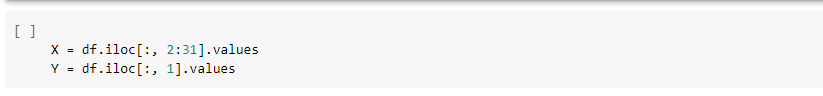 [ ]
X = df.iloc[:, 2:31].values
Y = df.iloc[:, 1].values